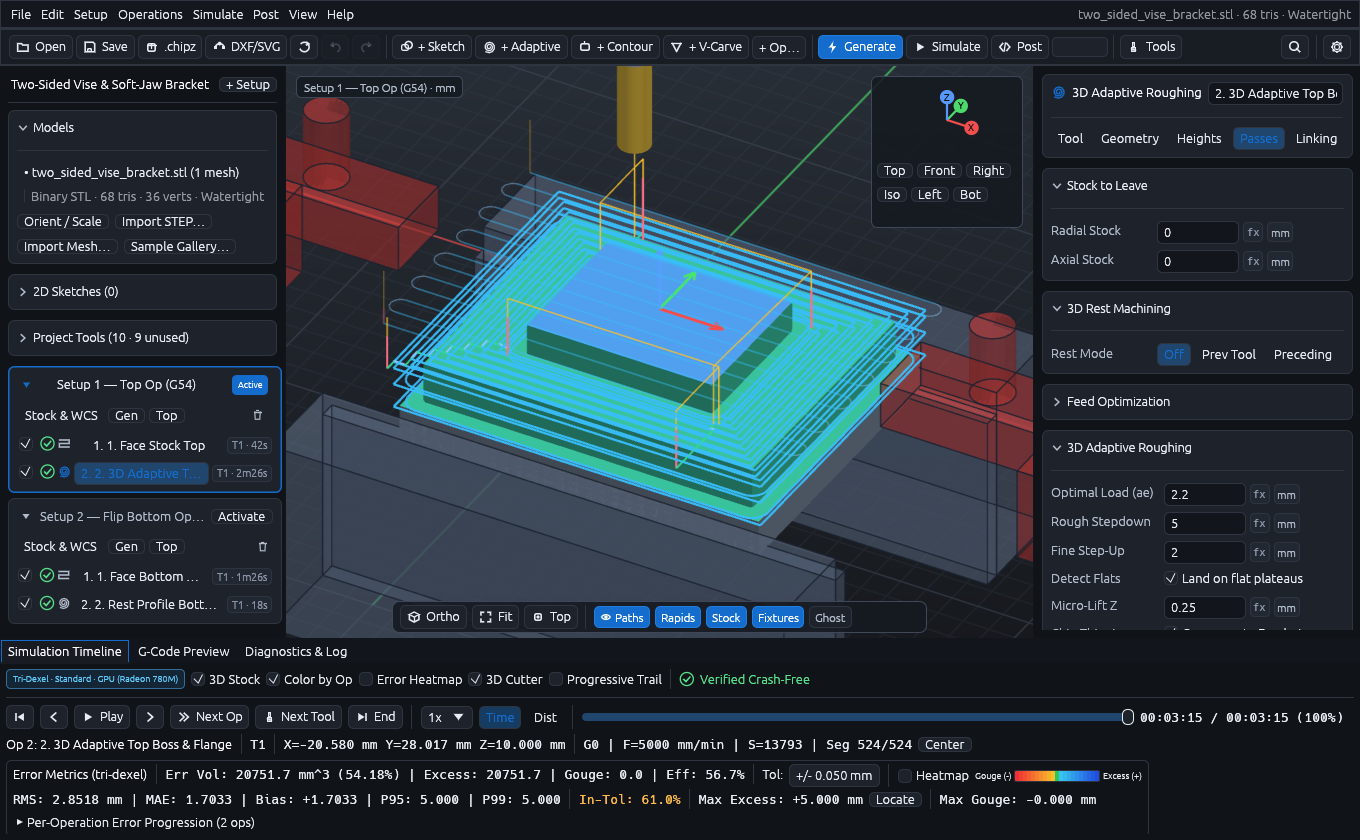 File Edit Setup Operations Simulate Post View Help
two_sided_vise_bracket.stl · 68 tris · Watertight
Open Save .chipz DXF/SVG + Sketch + Adaptive + Contour + V-Carve + Op... Generate Simulate Post Tools
Two-Sided Vise & Soft-Jaw Bracket + Setup
Models
• two_sided_vise_bracket.stl (1 mesh)
Binary STL · 68 tris · 36 verts · Watertight
Orient / Scale Import STEP...
Import Mesh... Sample Gallery...
2D Sketches (0)
Project Tools (10 · 9 unused)
Setup 1 — Top Op (G54) Active
Stock & WCS Gen Top
1. 1. Face Stock Top T1 · 42s
2. 2. 3D Adaptive T... T1 · 2m26s
Setup 2 — Flip Bottom Op... Activate
Stock & WCS Gen Top
1. 1. Face Bottom ... T1 · 1m26s
2. 2. Rest Profile Bott... T1 · 18s
Setup 1 — Top Op (G54) · mm
Z Y X
Top Front Right
Iso Left Bot
Ortho Fit Top Paths Rapids Stock Fixtures Ghost
3D Adaptive Roughing 2. 3D Adaptive Top B
Tool Geometry Heights Passes Linking
Stock to Leave
Radial Stock 0 fx mm
Axial Stock 0 fx mm
3D Rest Machining
Rest Mode Off Prev Tool Preceding
Feed Optimization
3D Adaptive Roughing
Optimal Load (ae) 2.2 fx mm
Rough Stepdown 5 fx mm
Fine Step-Up 2 fx mm
Detect Flats Land on flat plateaus
Micro-Lift Z 0.25 fx mm
Simulation Timeline G-Code Preview Diagnostics & Log
Tri-Dexel · Standard · GPU (Radeon 780M) 3D Stock Color by Op Error Heatmap 3D Cutter Progressive Trail Verified Crash-Free
Play Next Op Next Tool End 1x Time Dist 00:03:15 / 00:03:15 (100%)
Op 2: 2. 3D Adaptive Top Boss & Flange T1 X=-20.580 mm Y=28.017 mm Z=10.000 mm G0 | F=5000 mm/min | S=13793 | Seg 524/524 Center
Error Metrics (tri-dexel) Err Vol: 20751.7 mm^3 (54.18%) | Excess: 20751.7 | Gouge: 0.0 | Eff: 56.7% Tol: +/- 0.050 mm Heatmap Gouge (-) Excess (+)
RMS: 2.8518 mm | MAE: 1.7033 | Bias: +1.7033 | P95: 5.000 | P99: 5.000 In-Tol: 61.0% Max Excess: +5.000 mm Locate Max Gouge: -0.000 mm
Per-Operation Error Progression (2 ops)